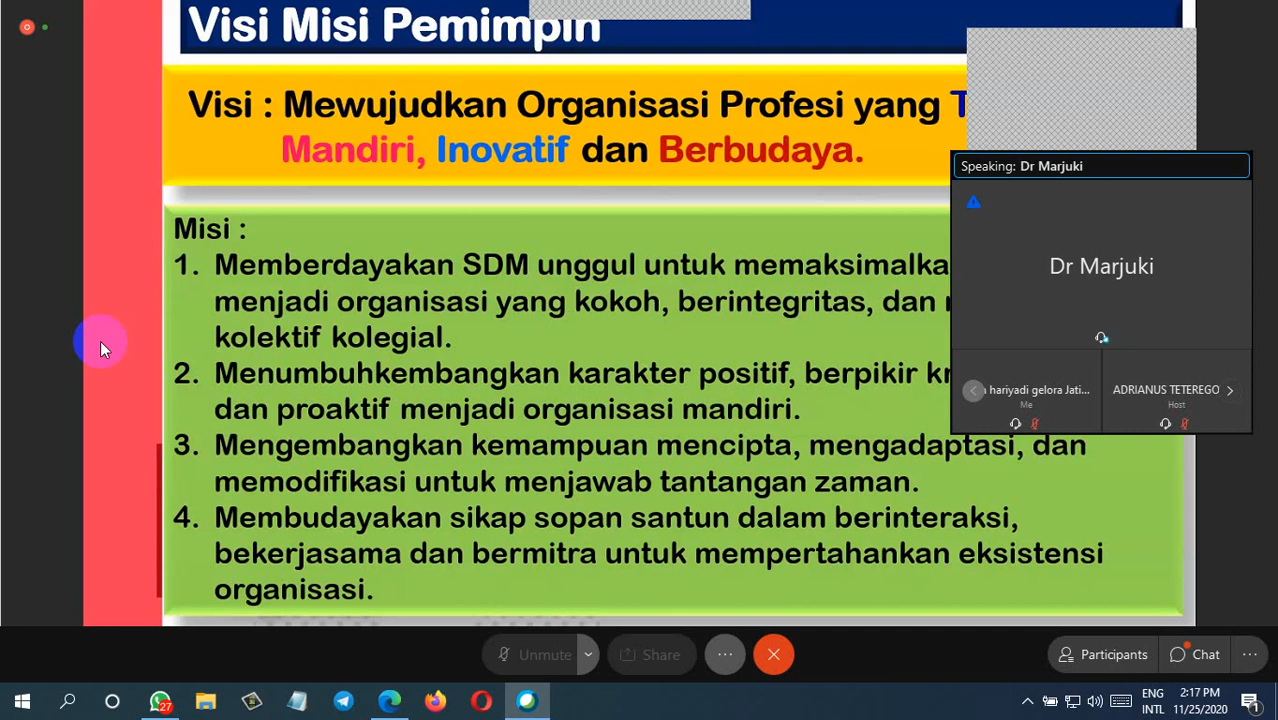 Visi Misi Pemimpin
Visi : Mewujudkan Organisasi Profesi yang
Mandiri, Inovatif dan Berbudaya.
Speaking: Dr Marjuki
Dr Marjuki
hariyadi gelora Jati...
Me
ADRIANUS TETEREGO
Host
Misi :
1. Memberdayakan SDM unggul untuk
menjadi organisasi yang kokoh, berintegritas, dan
kolektif kolegial.
2. Menumbuhkembangkan karakter positif, berpikir
dan proaktif menjadi organisasi mandiri.
3. Mengembangkan kemampuan mencipta, mengadaptasi, dan
memodifikasi untuk menjawab tantangan zaman.
4. Membudayakan sikap sopan santun dalam berinteraksi,
bekerjasama dan bermitra untuk mempertahankan eksistensi
organisasi.
Unmute
Share
Participants
Chat
27
ENG
INTL
2:17 PM
11/25/2020
1